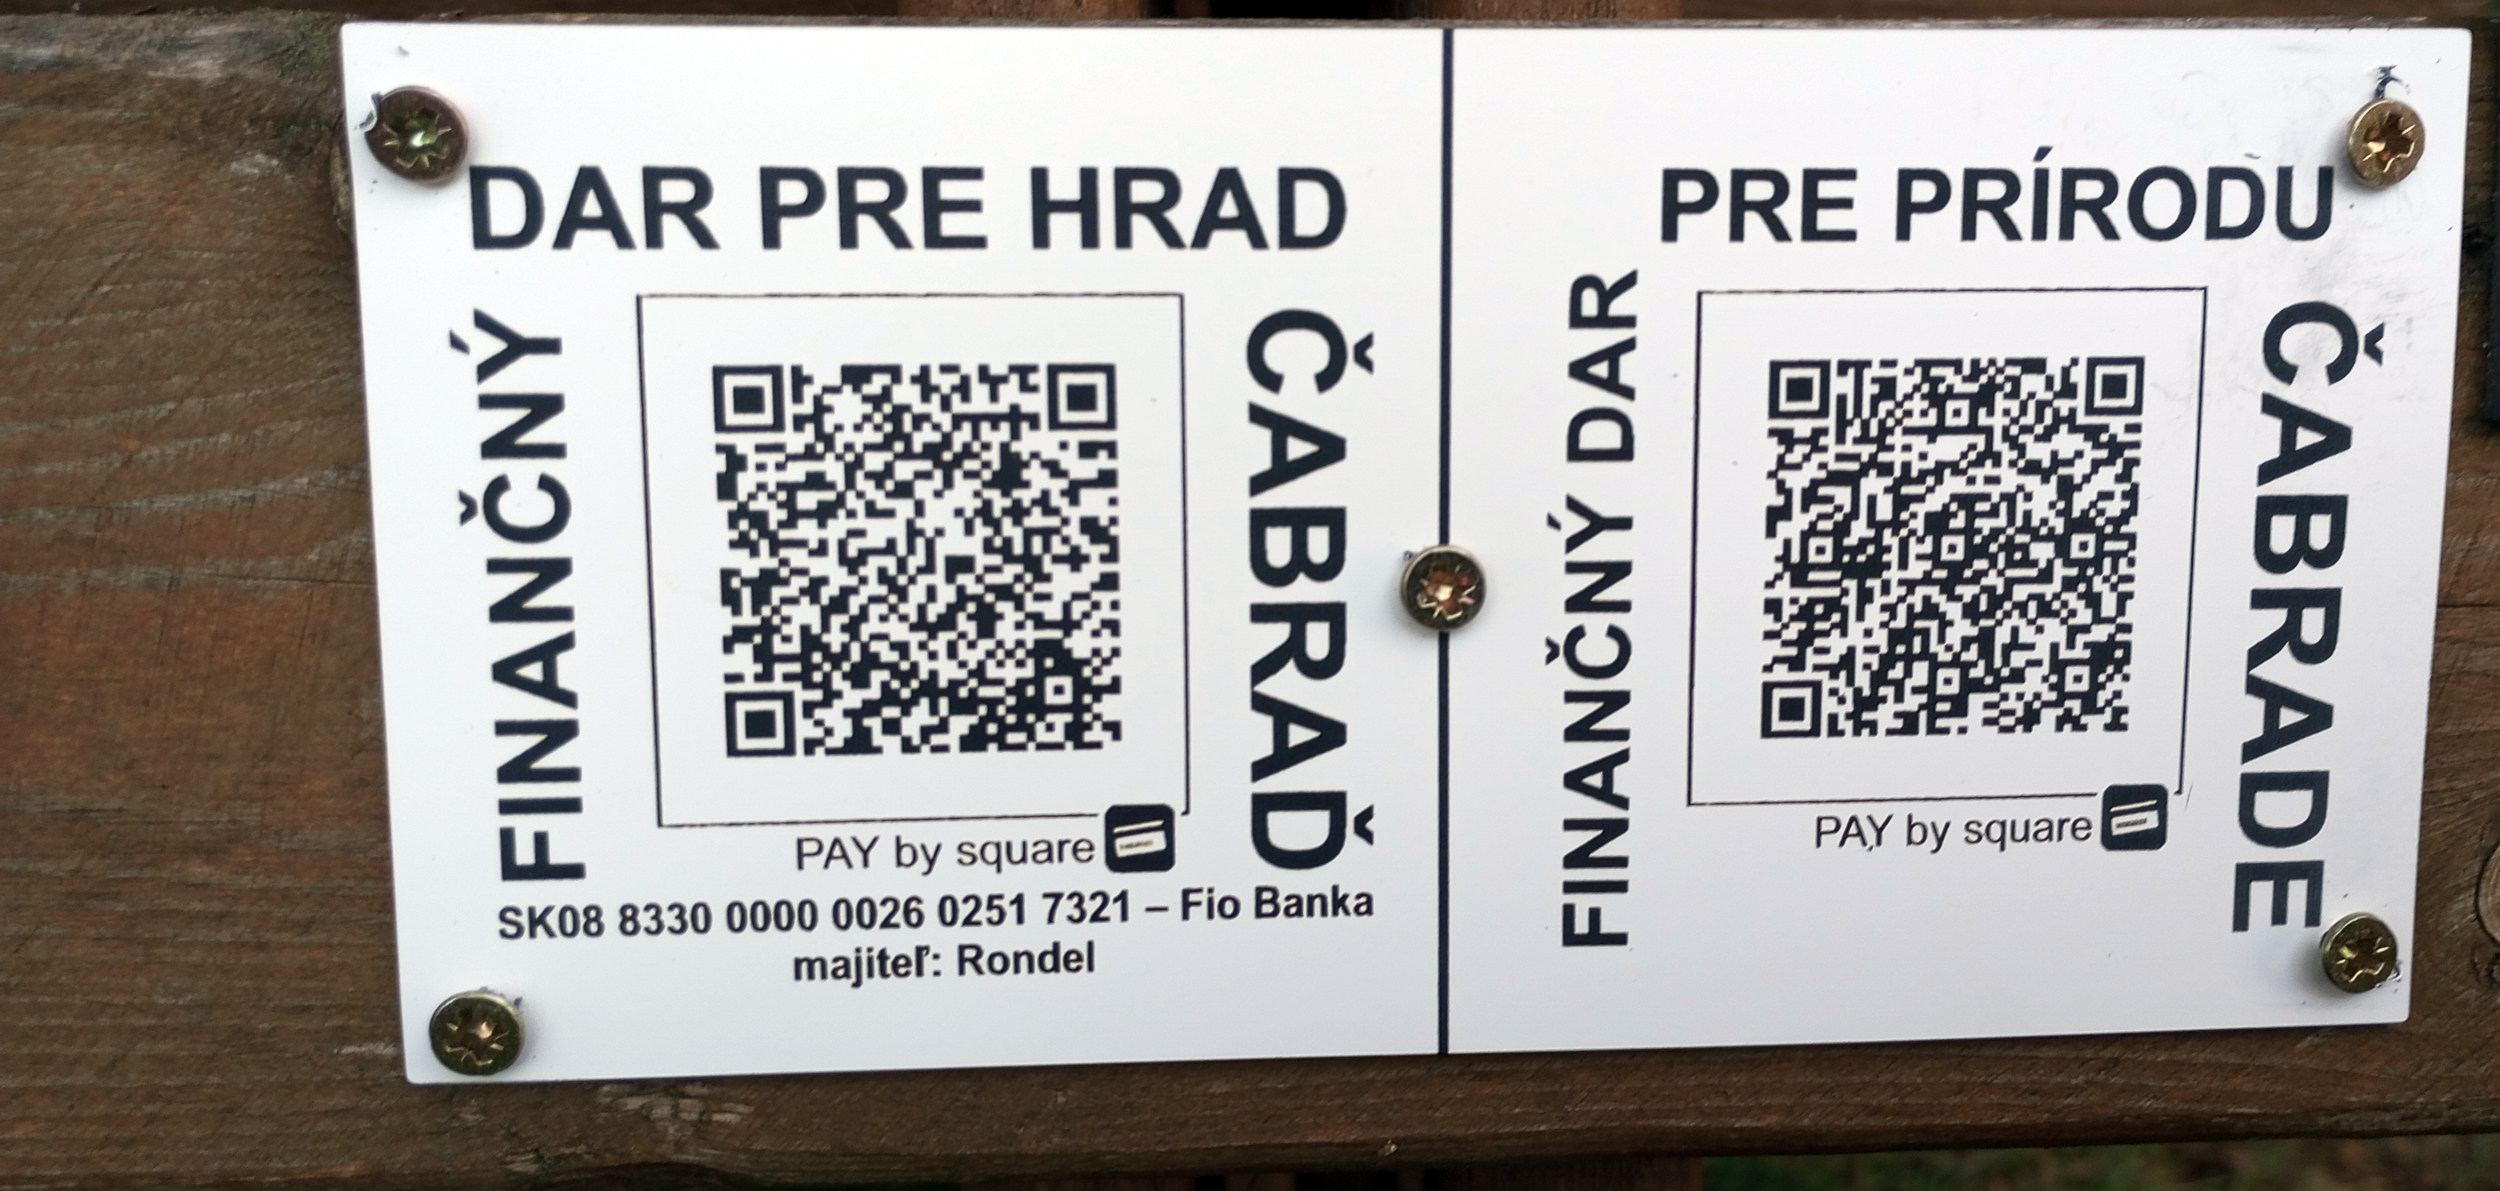 FINANČNÝ
DAR PRE HRAD
ČABRAĎ
PAY by square
SK08 8330 0000 0026 0251 7321 – Fio Banka
majiteľ: Rondel
FINANČNÝ DAR
PRE PRÍRODU
ČABRADE
PAY by square